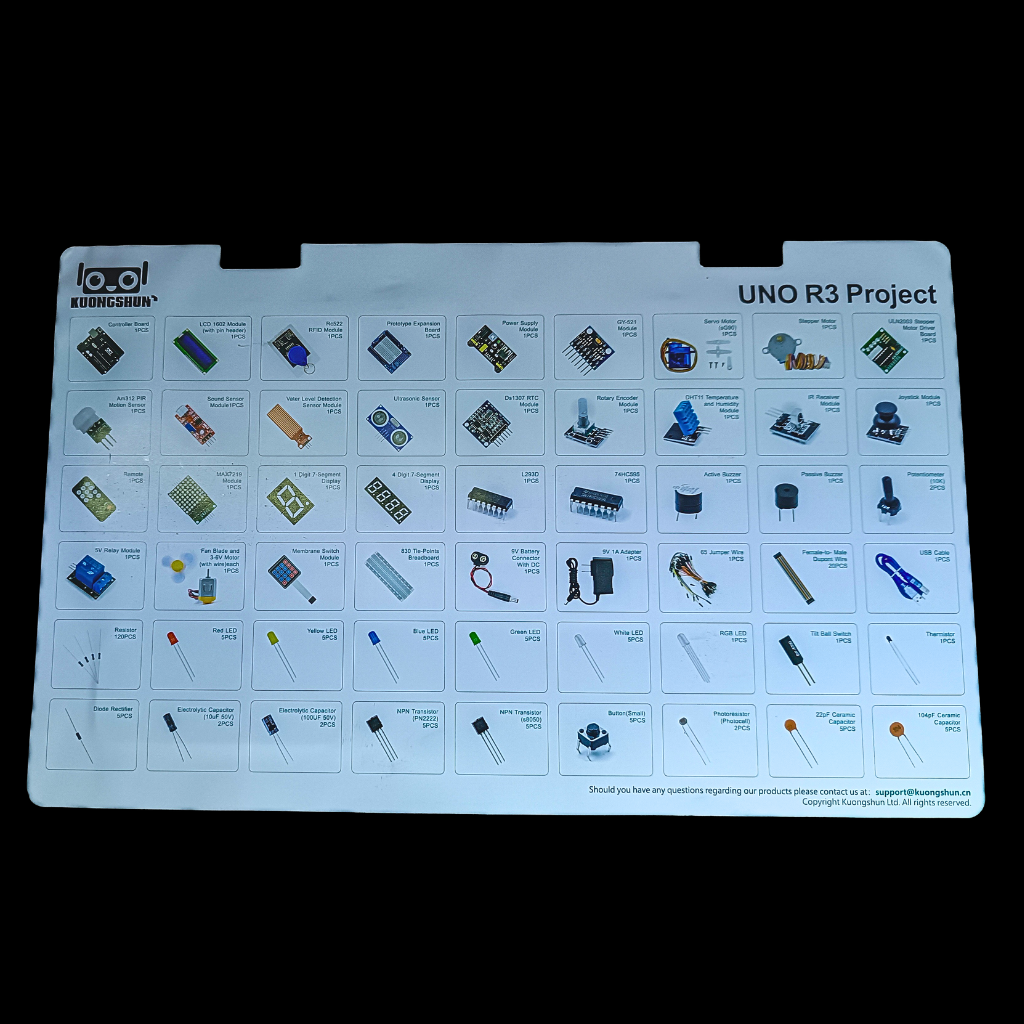 KUONGSHUN
UNO R3 Project
Controller Board
1PCS
LCD 1602 Module
(with pin header)
1PCS
Rc522
RFID Module
1PCS
Prototype Expansion
Board
1PCS
Power Supply
Module
1PCS
GY-521
Module
1PCS
Servo Motor
(sG90)
1PCS
Stepper Motor
1PCS
ULN2003 Stepper
Motor Driver
Board
1PCS
Am312 PIR
Motion Sensor
1PCS
Sound Sensor
Module1PCS
Water Level Detection
Sensor Module
1PCS
Ultrasonic Sensor
1PCS
Ds1307 RTC
Module
1PCS
Rotary Encoder
Module
1PCS
DHT11 Temperature
and Humidity
Module
1PCS
IR Receiver
Module
1PCS
Joystick Module
1PCS
Remote
1PCS
MAX7219
Module
1PCS
1 Digit 7-Segment
Display
1PCS
4 Digit 7-Segment
Display
1PCS
L293D
1PCS
74HC595
1PCS
Active Buzzer
1PCS
Passive Buzzer
1PCS
Potentiometer
(10K)
2PCS
5V Relay Module
1PCS
Fan Blade and
3-6V Motor
(with wire)each
1PCS
Membrane Switch
Module
1PCS
830 Tie-Points
Breadboard
1PCS
9V Battery
Connector
With DC
1PCS
9V 1A Adapter
1PCS
65 Jumper Wire
1PCS
Female-to- Male
Dupont Wire
20PCS
USB Cable
1PCS
Resistor
120PCS
Red LED
5PCS
Yellow LED
5PCS
Blue LED
5PCS
Green LED
5PCS
White LED
5PCS
RGB LED
1PCS
Tilt Ball Switch
1PCS
Thermistor
1PCS
Diode Rectifier
5PCS
Electrolytic Capacitor
(10uF 50V)
2PCS
Electrolytic Capacitor
(100UF 50V)
2PCS
NPN Transistor
(PN2222)
5PCS
NPN Transistor
(s8050)
5PCS
Button(Small)
5PCS
Photoresistor
(Photocell)
2PCS
22pF Ceramic
Capacitor
5PCS
104pF Ceramic
Capacitor
5PCS
Should you have any questions regarding our products please contact us at: support@kuongshun.cn
Copyright Kuongshun Ltd. All rights reserved.